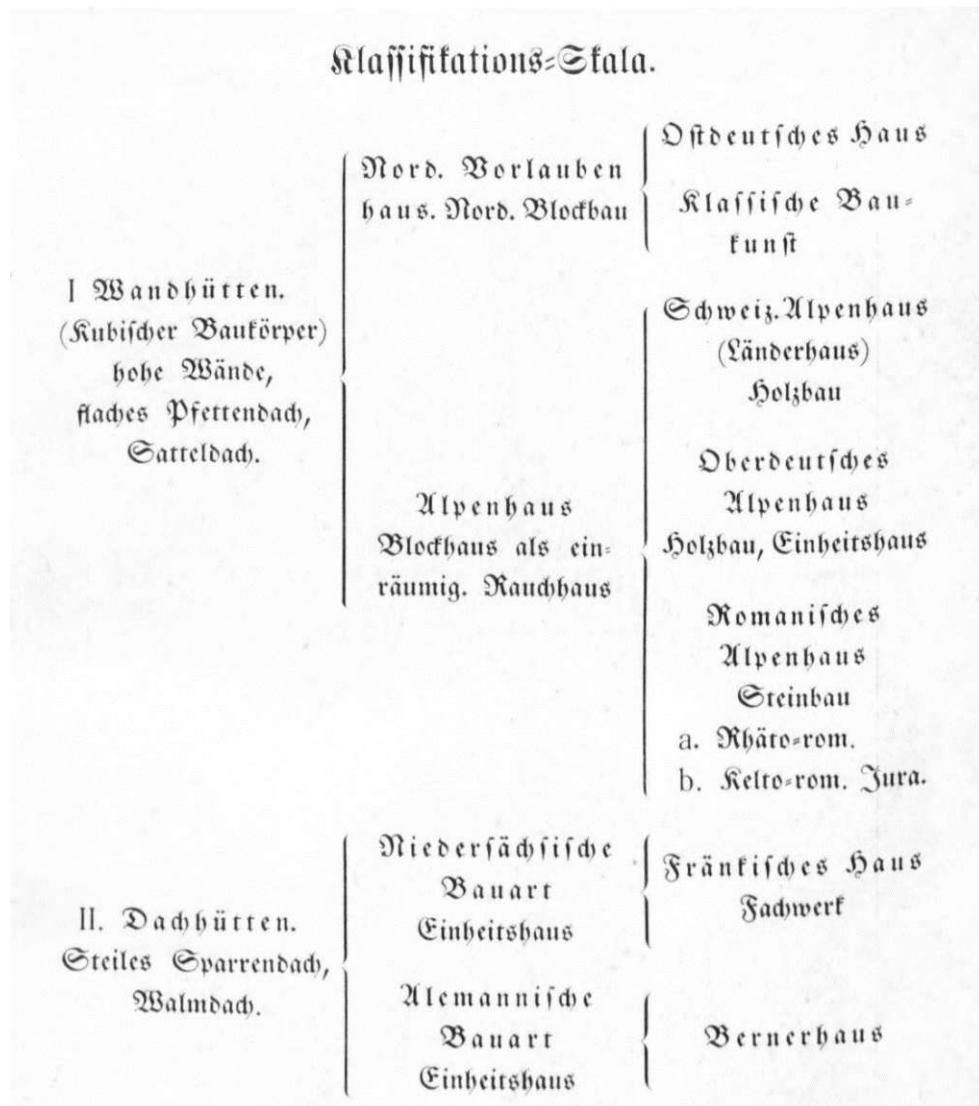 Klassifikations-Skala.
I Wandhütten.
(Kubischer Baukörper)
hohe Wände,
flaches Pfettendach,
Satteldach.
Nord. Vorlauben
haus. Nord. Blockbau
Ostdeutsches Haus
Klassische Bau-
kunst
Alpenhaus
Blockhaus als ein-
räumig. Rauchhaus
Schweiz. Alpenhaus
(Länderhaus)
Holzbau
Oberdeutsches
Alpenhaus
Holzbau, Einheitshaus
Romanisches
Alpenhaus
Steinbau
a. Rhäto-rom.
b. Kelto-rom. Jura.
II. Dachhütten.
Steiles Sparrendach,
Walmdach.
Niedersächsische
Bauart
Einheitshaus
Fränkisches Haus
Fachwerk
Alemannische
Bauart
Einheitshaus
Bernerhaus